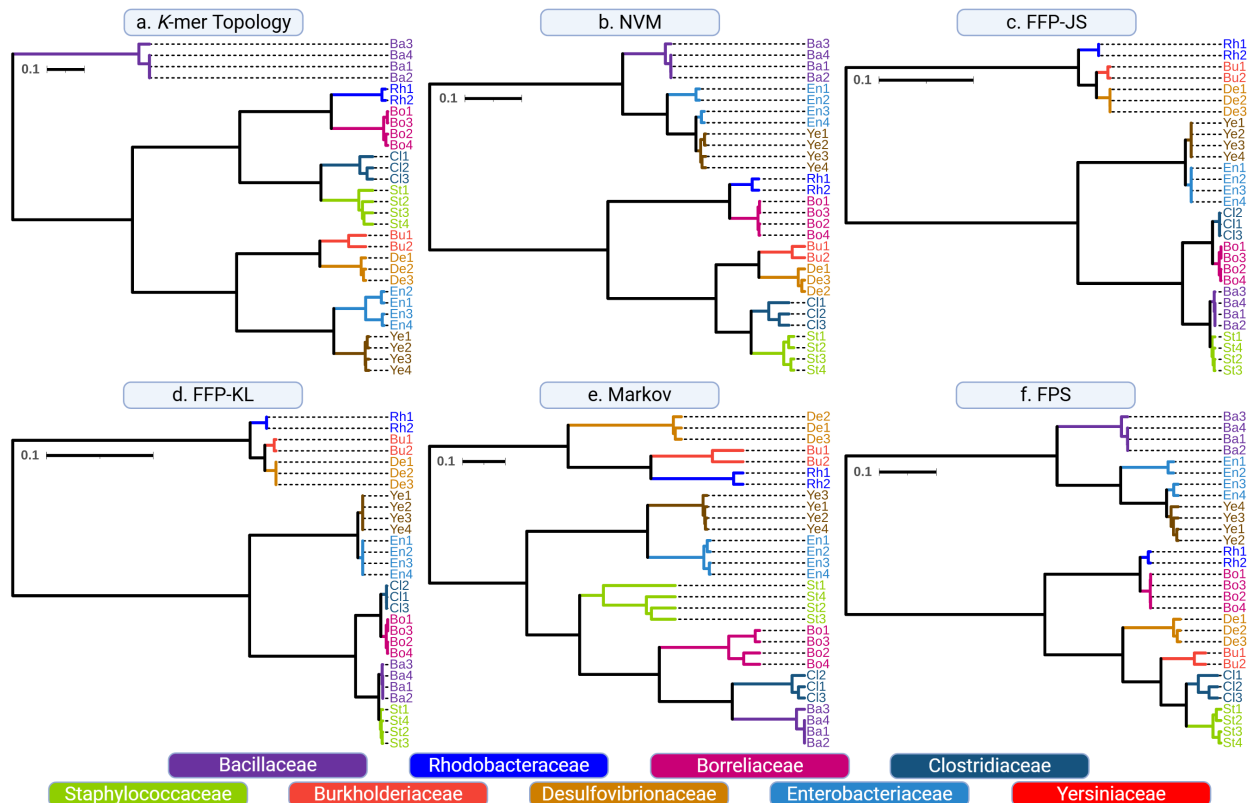 a. K-mer Topology
0.1
Ba3
Ba4
Ba1
Ba2
Rh1
Rh2
Bo1
Bo3
Bo2
Bo4
Cl1
Cl2
Cl3
St1
St2
St3
St4
Bu1
Bu2
De1
De2
De3
En2
En1
En3
En4
Ye1
Ye2
Ye3
Ye4
b. NVM
0.1
Ba3
Ba4
Ba1
Ba2
En1
En2
En3
En4
Ye1
Ye2
Ye3
Ye4
Rh1
Rh2
Bo1
Bo3
Bo2
Bo4
Bu1
Bu2
De1
De3
De2
Cl1
Cl2
Cl3
St1
St2
St3
St4
c. FFP-JS
0.1
Rh1
Rh2
Bu1
Bu2
De1
De2
De3
Ye1
Ye2
Ye3
Ye4
En1
En2
En3
En4
Cl2
Cl1
Cl3
Bo1
Bo3
Bo2
Bo4
Ba3
Ba4
Ba1
Ba2
St1
St4
St2
St3
d. FFP-KL
0.1
Rh1
Rh2
Bu1
Bu2
De1
De2
De3
Ye1
Ye2
Ye3
Ye4
En1
En2
En3
En4
Cl2
Cl1
Cl3
Bo1
Bo3
Bo2
Bo4
Ba3
Ba4
Ba1
Ba2
St1
St4
St2
St3
e. Markov
0.1
De2
De1
De3
Bu1
Bu2
Rh1
Rh2
Ye3
Ye1
Ye2
Ye4
En1
En2
En3
En4
St1
St4
St2
St3
Bo1
Bo3
Bo2
Bo4
Cl2
Cl1
Cl3
Ba3
Ba4
Ba1
Ba2
f. FPS
0.1
Ba3
Ba4
Ba1
Ba2
En1
En2
En3
En4
Ye4
Ye3
Ye1
Ye2
Rh1
Rh2
Bo1
Bo3
Bo2
Bo4
De1
De2
De3
Bu1
Bu2
Cl1
Cl2
Cl3
St1
St2
St3
St4
Bacillaceae
Rhodobacteraceae
Borreliaceae
Clostridiaceae
Staphylococcaceae
Burkholderiaceae
Desulfovibrionaceae
Enterobacteriaceae
Yersiniaceae